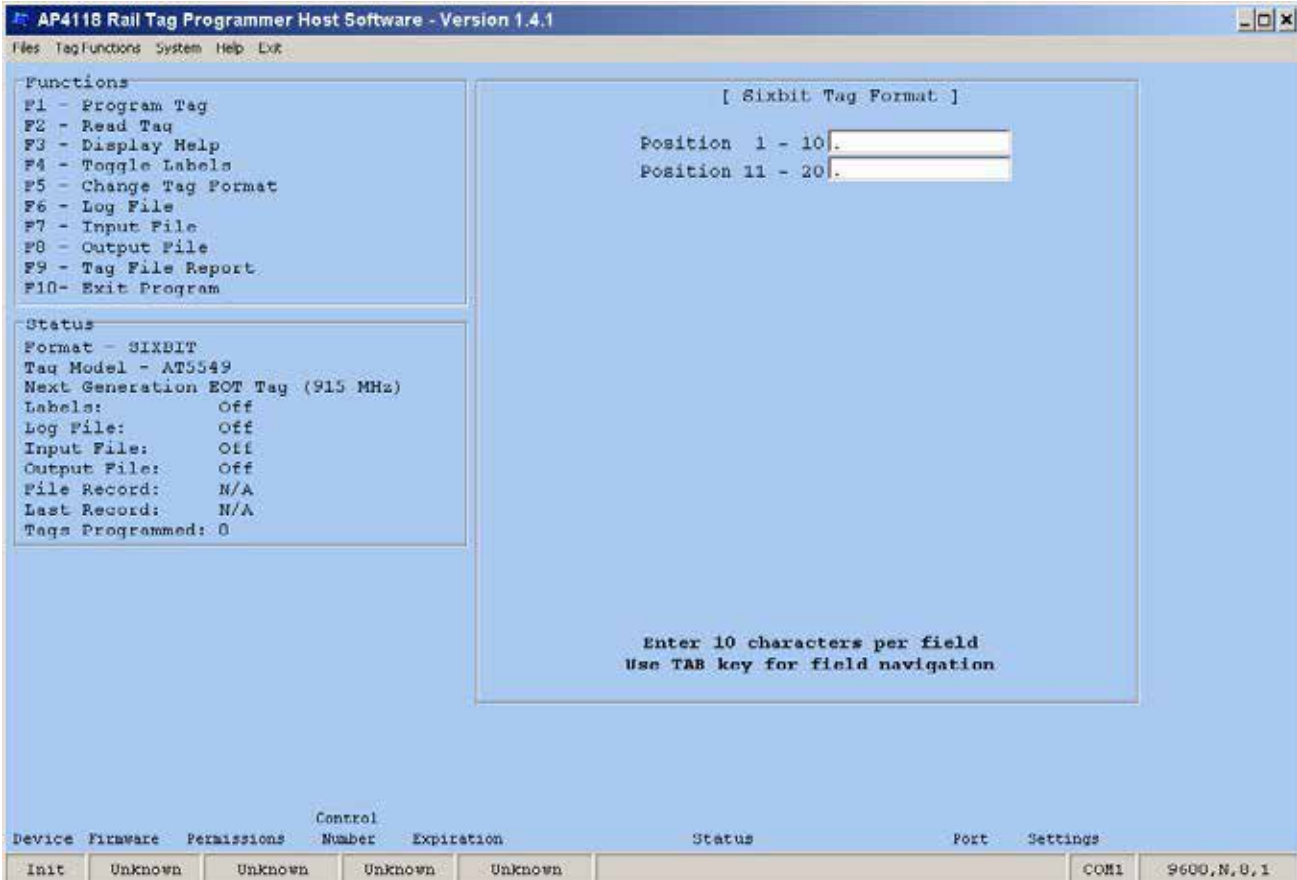 AP4118 Rail Tag Programmer Host Software - Version 1.4.1
Files Tag Functions System Help Exit
Functions
F1 - Program Tag
F2 - Read Tag
F3 - Display Help
F4 - Toggle Labels
F5 - Change Tag Format
F6 - Log File
F7 - Input File
F8 - Output File
F9 - Tag File Report
F10- Exit Program
Status
Format - SIXBIT
Tag Model - AT5549
Next Generation EOT Tag (915 MHz)
Labels: Off
Log File: Off
Input File: Off
Output File: Off
File Record: N/A
Last Record: N/A
Tags Programmed: 0
[ Sixbit Tag Format ]
Position 1 - 10 .
Position 11 - 20 .
Enter 10 characters per field
Use TAB key for field navigation
Device Firmware Permissions Control Number Expiration Status Port Settings
Init Unknown Unknown Unknown Unknown COM1 9600,N,8,1